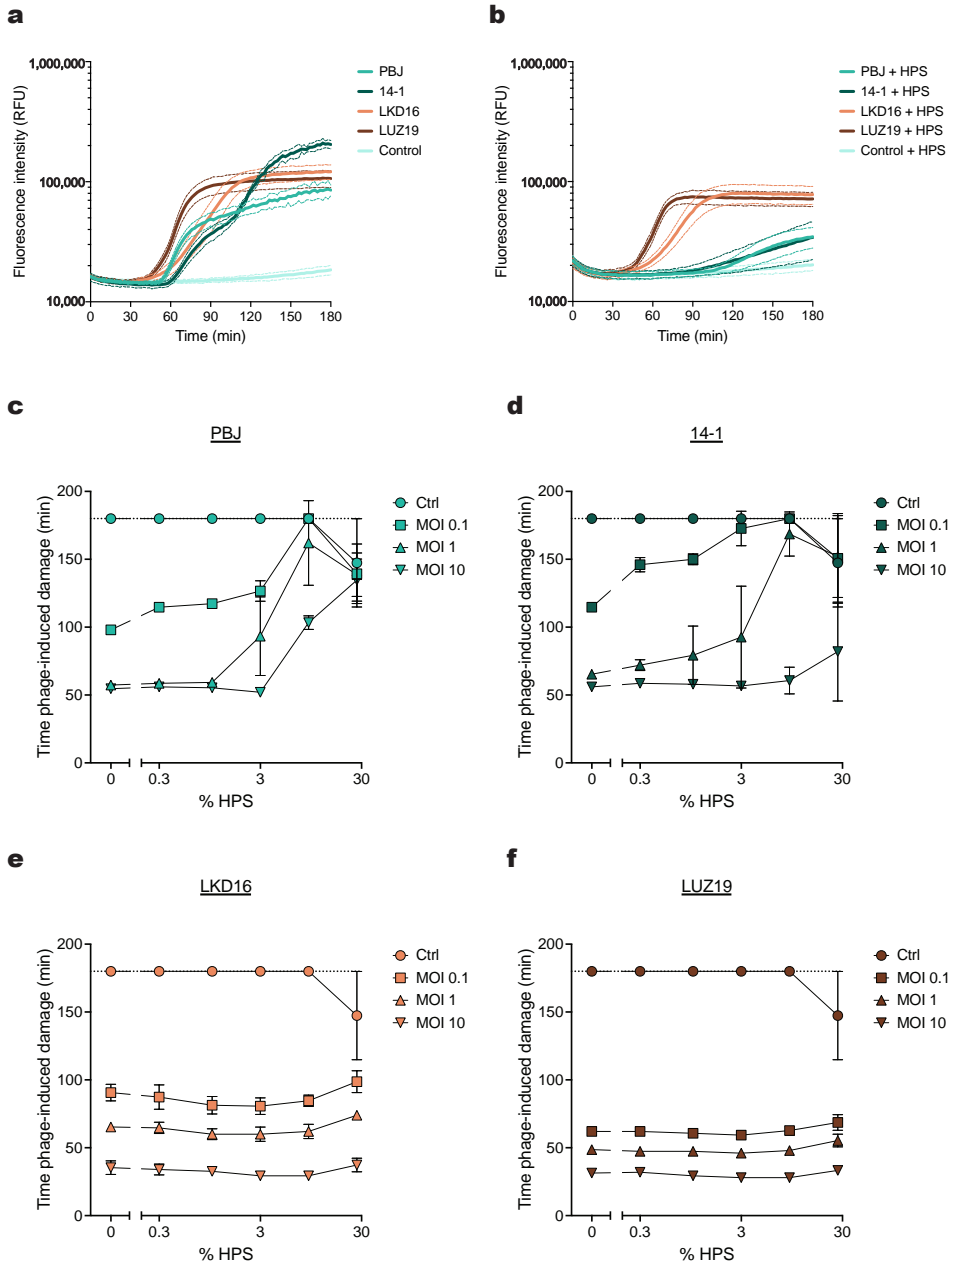 a
1,000,000
100,000
10,000
Fluorescence intensity (RFU)
0 30 60 90 120 150 180
Time (min)
PBJ
14-1
LKD16
LUZ19
Control
b
1,000,000
100,000
10,000
Fluorescence intensity (RFU)
0 30 60 90 120 150 180
Time (min)
PBJ + HPS
14-1 + HPS
LKD16 + HPS
LUZ19 + HPS
Control + HPS
c
PBJ
200
150
100
50
0
Time phage-induced damage (min)
0 0.3 3 30
% HPS
Ctrl
MOI 0.1
MOI 1
MOI 10
d
14-1
200
150
100
50
0
Time phage-induced damage (min)
0 0.3 3 30
% HPS
Ctrl
MOI 0.1
MOI 1
MOI 10
e
LKD16
200
150
100
50
0
Time phage-induced damage (min)
0 0.3 3 30
% HPS
Ctrl
MOI 0.1
MOI 1
MOI 10
f
LUZ19
200
150
100
50
0
Time phage-induced damage (min)
0 0.3 3 30
% HPS
Ctrl
MOI 0.1
MOI 1
MOI 10